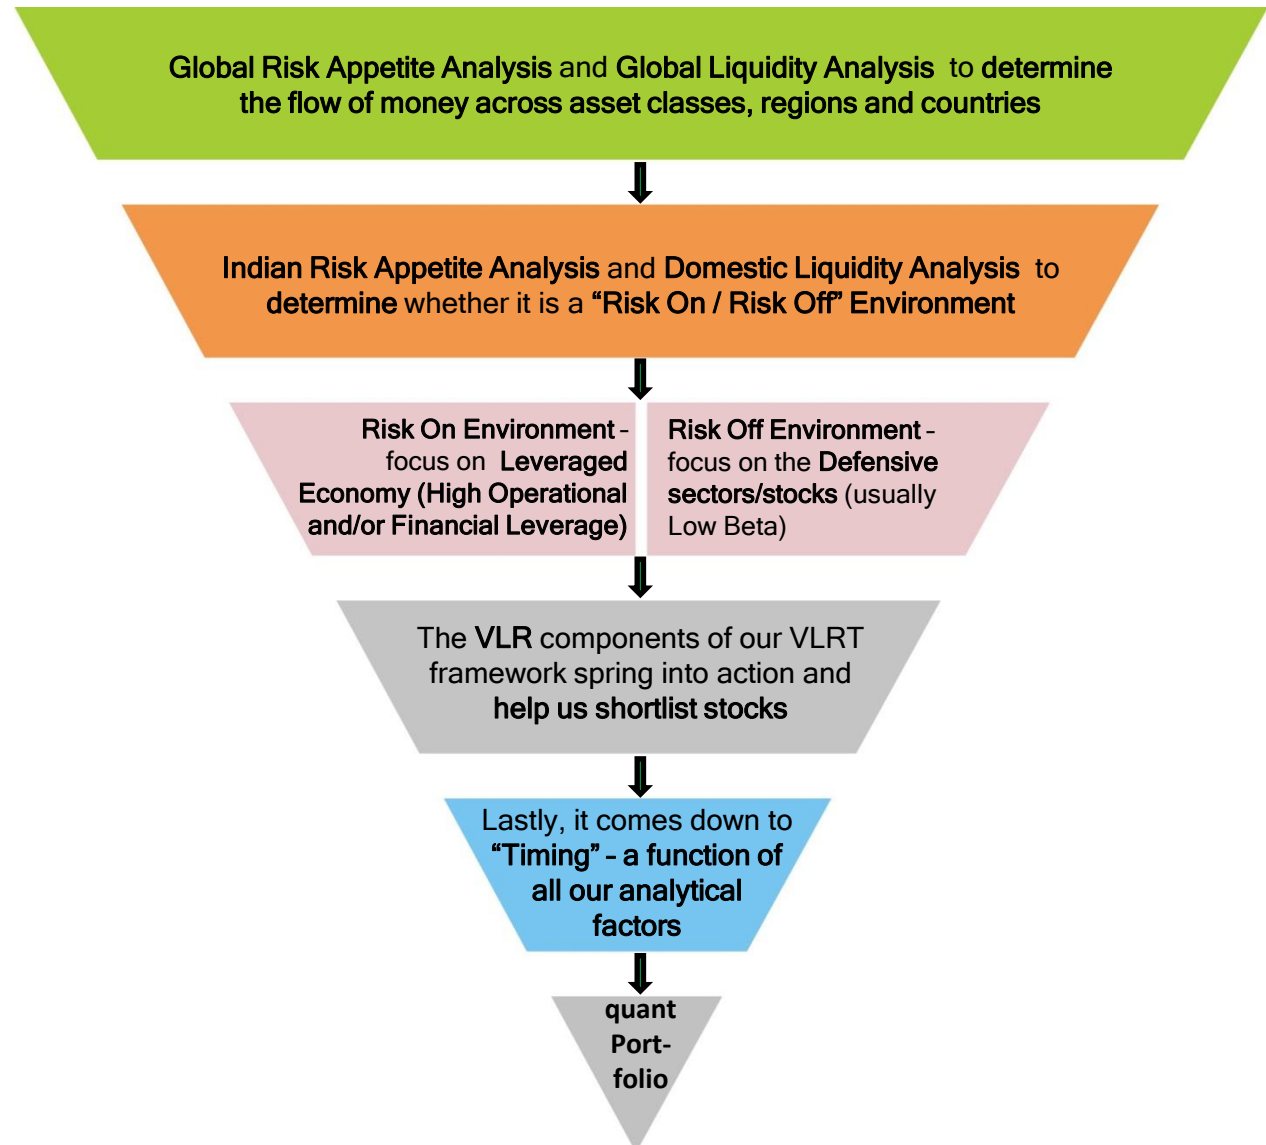 Global Risk Appetite Analysis and Global Liquidity Analysis to determine
the flow of money across asset classes, regions and countries
Indian Risk Appetite Analysis and Domestic Liquidity Analysis to
determine whether it is a “Risk On / Risk Off” Environment
Risk On Environment -
focus on Leveraged
Economy (High Operational
and/or Financial Leverage)
Risk Off Environment -
focus on the Defensive
sectors/stocks (usually
Low Beta)
The VLR components of our VLRT
framework spring into action and
help us shortlist stocks
Lastly, it comes down to
“Timing” - a function of
all our analytical
factors
quant
Port-
folio